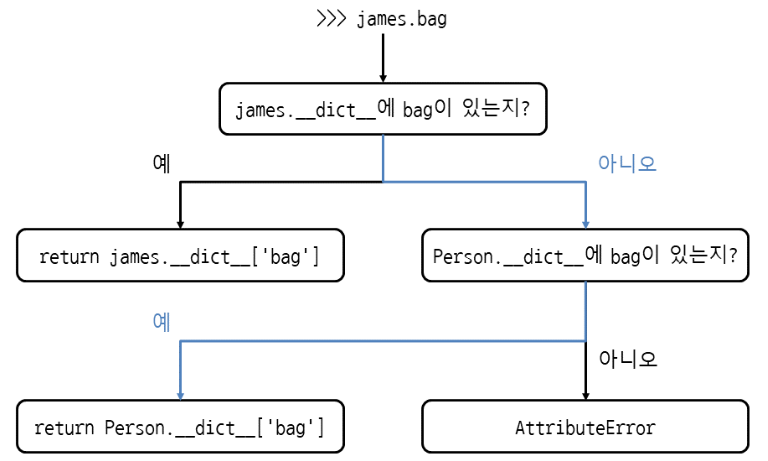 >>> james.bag
james.__dict__에 bag이 있는지?
예
아니오
return james.__dict__['bag']
Person.__dict__에 bag이 있는지?
예
아니오
return Person.__dict__['bag']
AttributeError